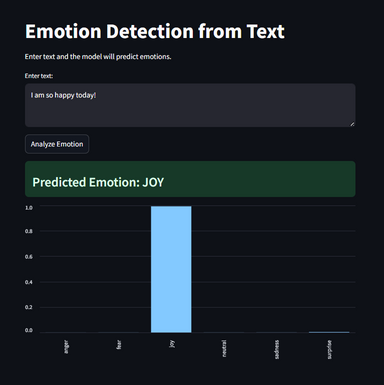 Emotion Detection from Text
Enter text and the model will predict emotions.
Enter text:
I am so happy today!
Analyze Emotion
Predicted Emotion: JOY
1.0
0.8
0.6
0.4
0.2
0.0
anger
fear
joy
neutral
sadness
surprise